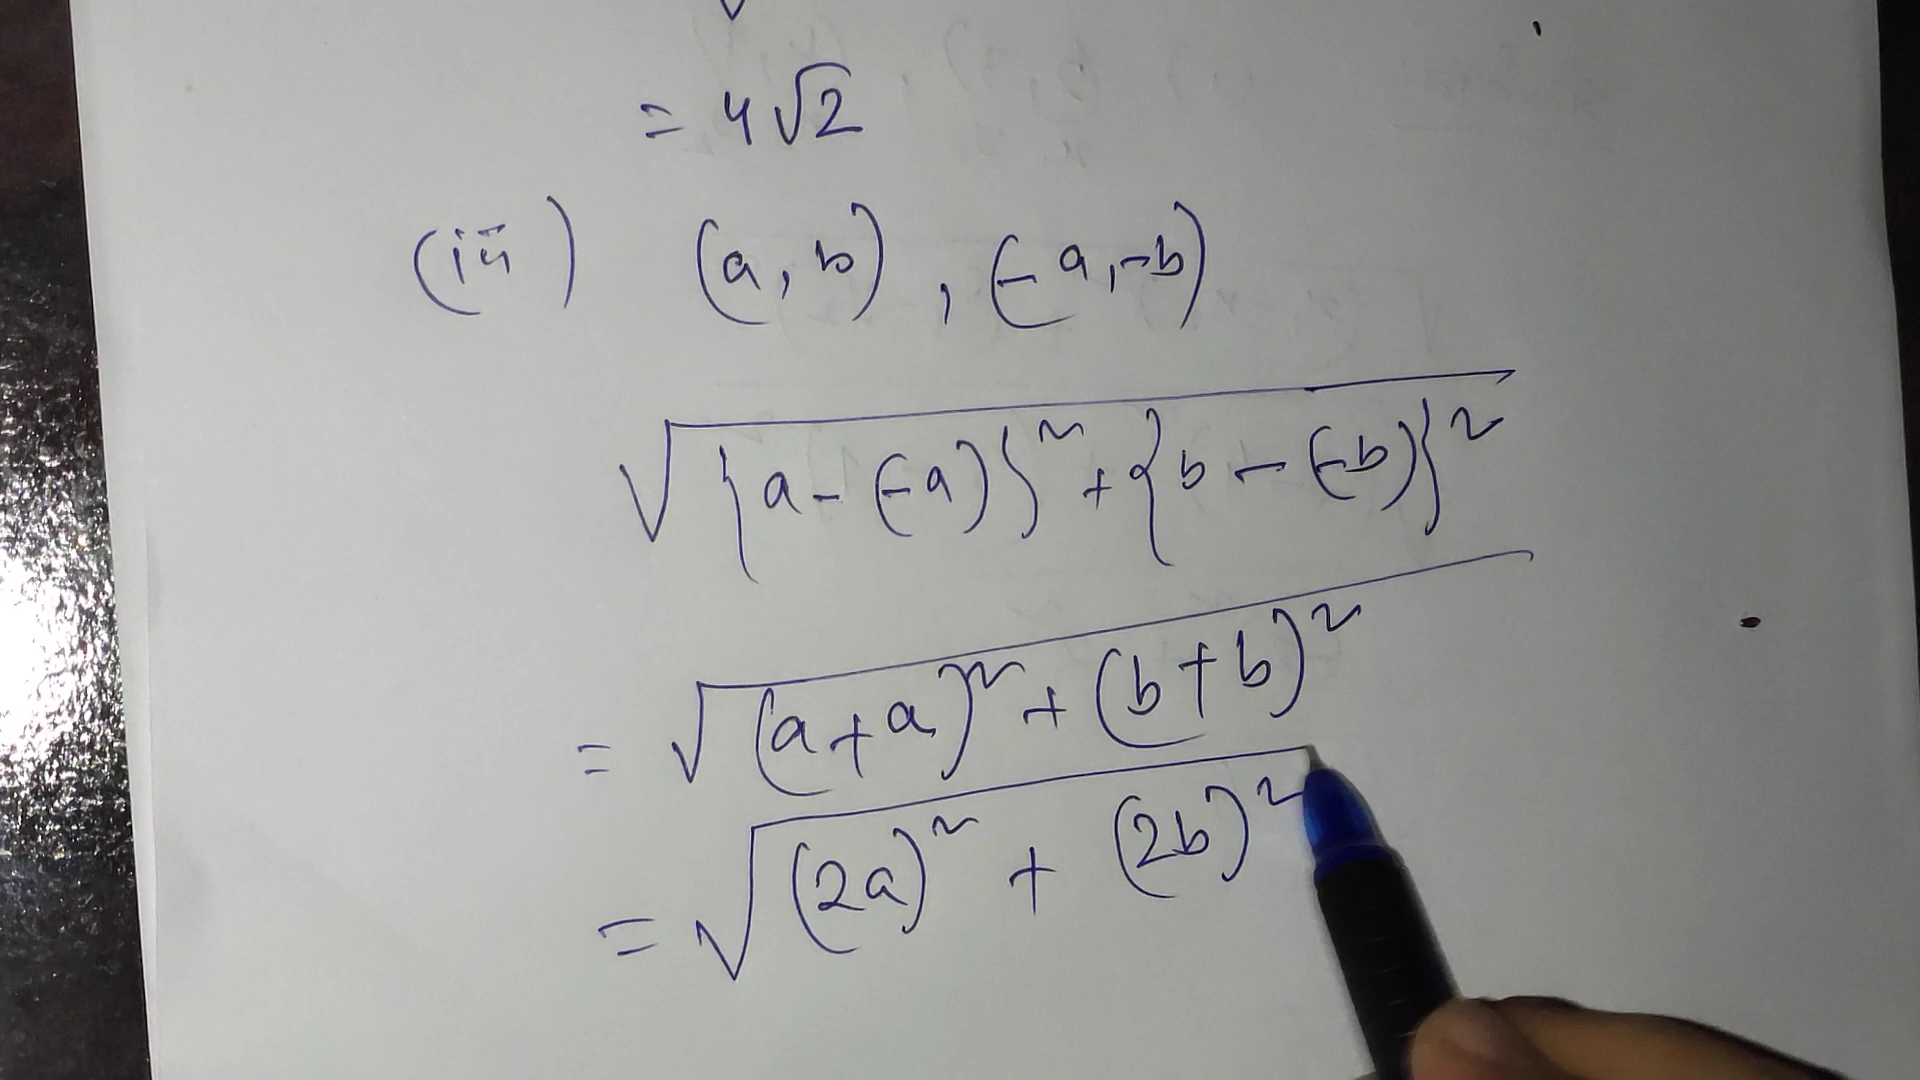 = 4√2
(iii) (a, b), (-a, -b)
√{a-(-a)}² + {b-(-b)}²
= √(a+a)² + (b+b)²
= √(2a)² + (2b)²